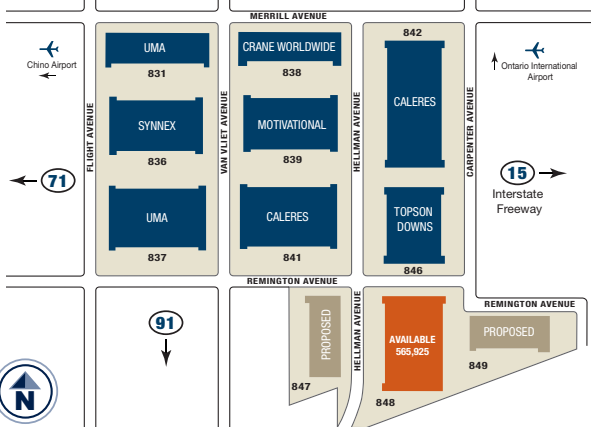 MERRILL AVENUE
Chino Airport
FLIGHT AVENUE
UMA
831
SYNNEX
836
UMA
837
VAN VLIET AVENUE
CRANE WORLDWIDE
838
MOTIVATIONAL
839
CALERES
841
HELLMAN AVENUE
842
CALERES
TOPSON
DOWNS
846
CARPENTER AVENUE
Ontario International
Airport
71
15
Interstate
Freeway
REMINGTON AVENUE
REMINGTON AVENUE
91
PROPOSED
847
HELLMAN AVENUE
AVAILABLE
565,925
848
PROPOSED
849
N